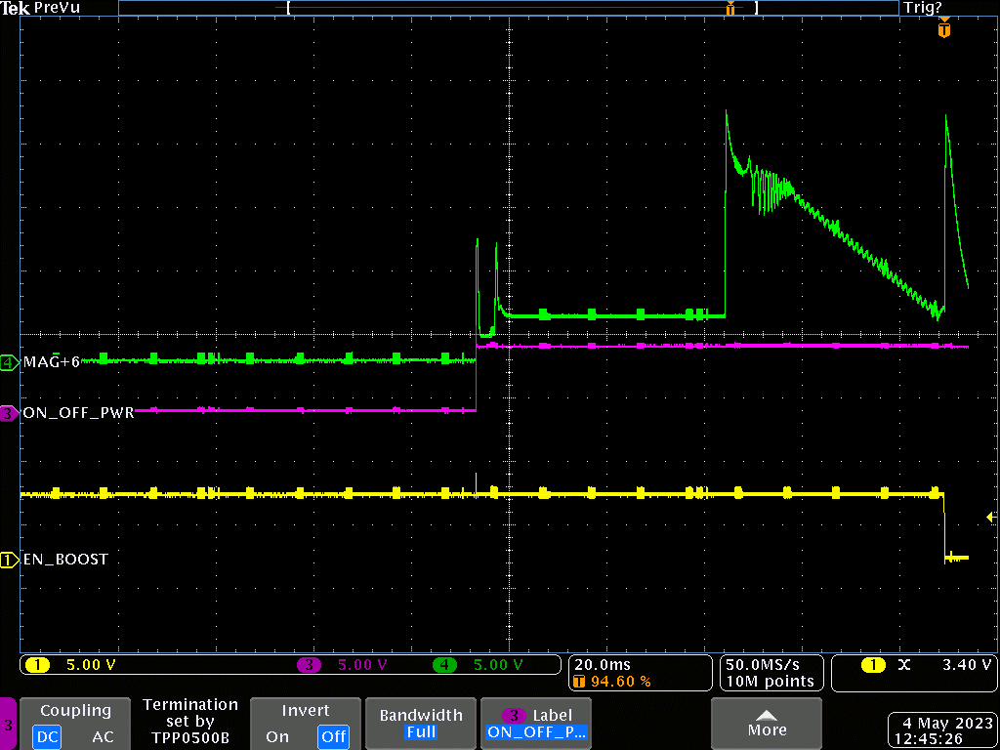 Tek PreVu Trig?
T
T
4 MAG+6
3 ON_OFF_PWR
1 EN_BOOST
1 5.00 V 3 5.00 V 4 5.00 V
20.0ms
T 94.60 %
50.0MS/s
10M points
1 X 3.40 V
3
Coupling
DC AC
Termination
set by
TPP0500B
Invert
On Off
Bandwidth
Full
3 Label
ON_OFF_P...
More
4 May 2023
12:45:26